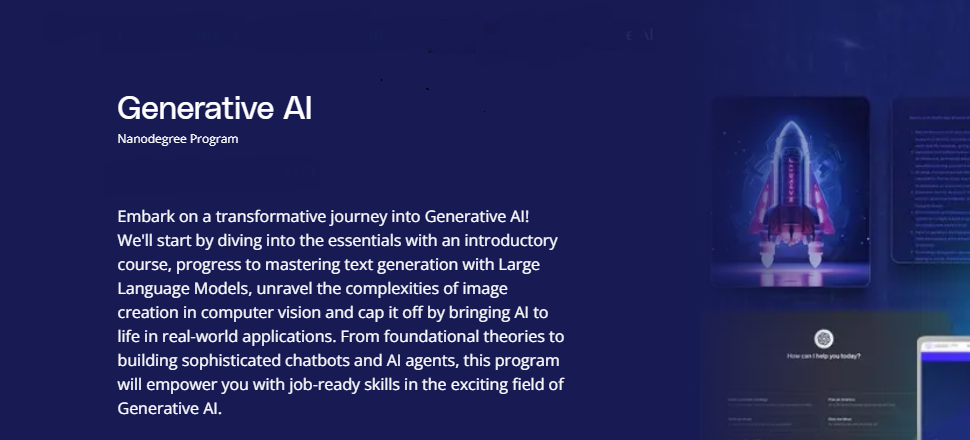 Generative AI
Nanodegree Program
Embark on a transformative journey into Generative AI!
We'll start by diving into the essentials with an introductory
course, progress to mastering text generation with Large
Language Models, unravel the complexities of image
creation in computer vision and cap it off by bringing AI to
life in real-world applications. From foundational theories to
building sophisticated chatbots and AI agents, this program
will empower you with job-ready skills in the exciting field of
Generative AI.
How can I help you today?